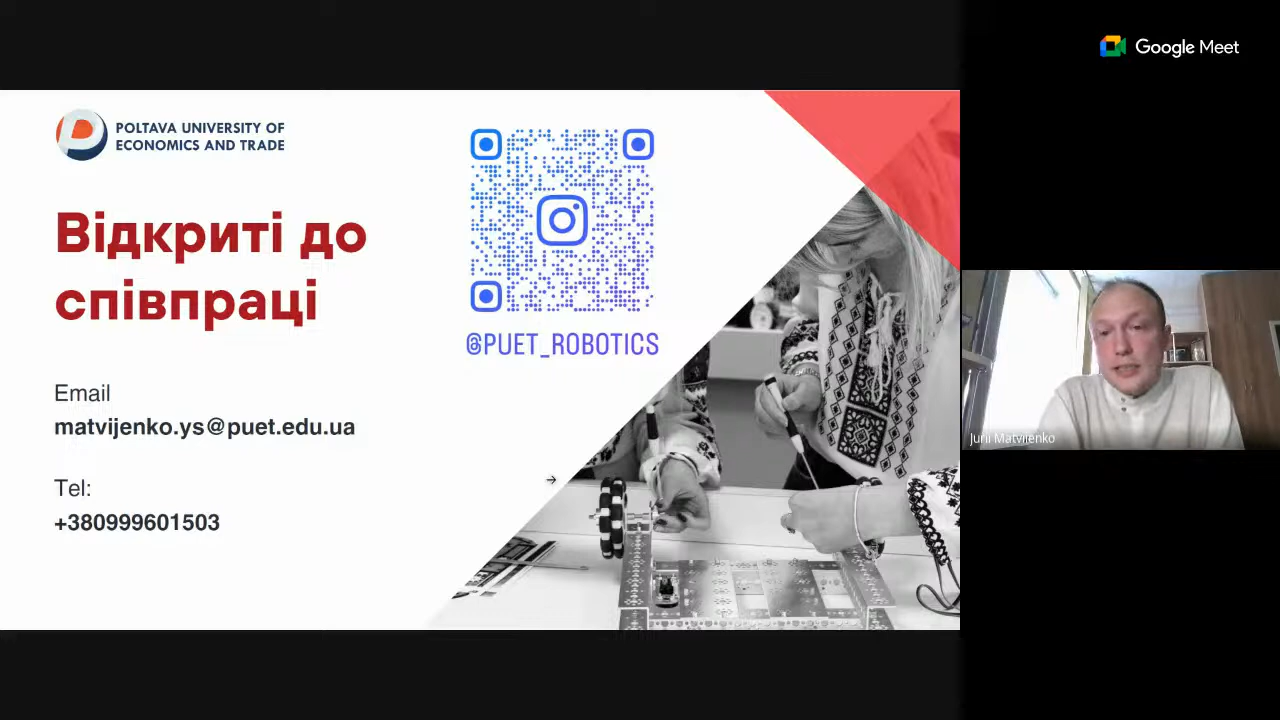 Google Meet
POLTAVA UNIVERSITY OF
ECONOMICS AND TRADE
Відкриті до
співпраці
@PUET_ROBOTICS
Email
matvijenko.ys@puet.edu.ua
Tel:
+380999601503
Jurii Matviienko